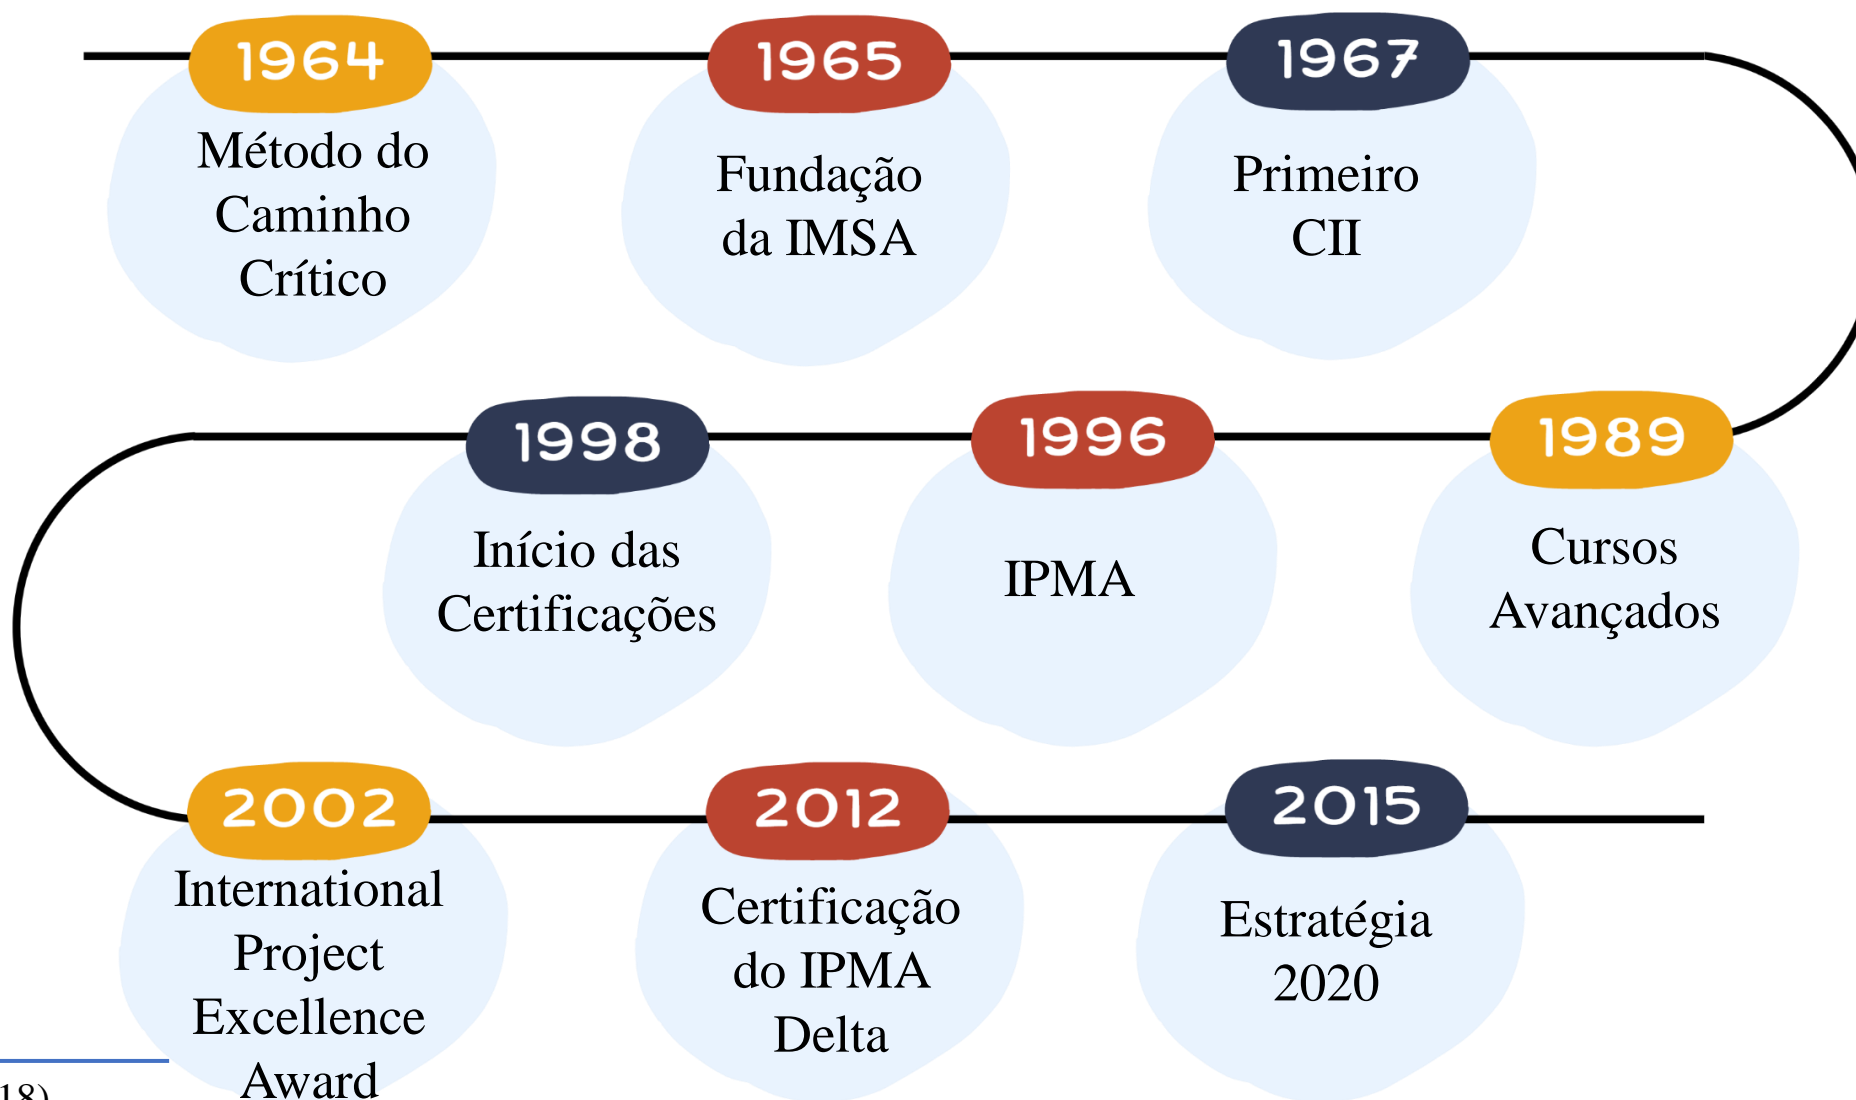 1964
Método do
Caminho
Crítico
1965
Fundação
da IMSA
1967
Primeiro
CII
1989
Cursos
Avançados
1996
IPMA
1998
Início das
Certificações
2002
International
Project
Excellence
Award
2012
Certificação
do IPMA
Delta
2015
Estratégia
2020
18)